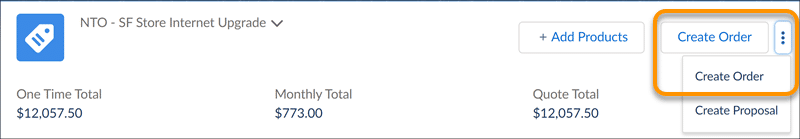 NTO - SF Store Internet Upgrade
+ Add Products
Create Order
Create Order
Create Proposal
One Time Total
$12,057.50
Monthly Total
$773.00
Quote Total
$12,057.50